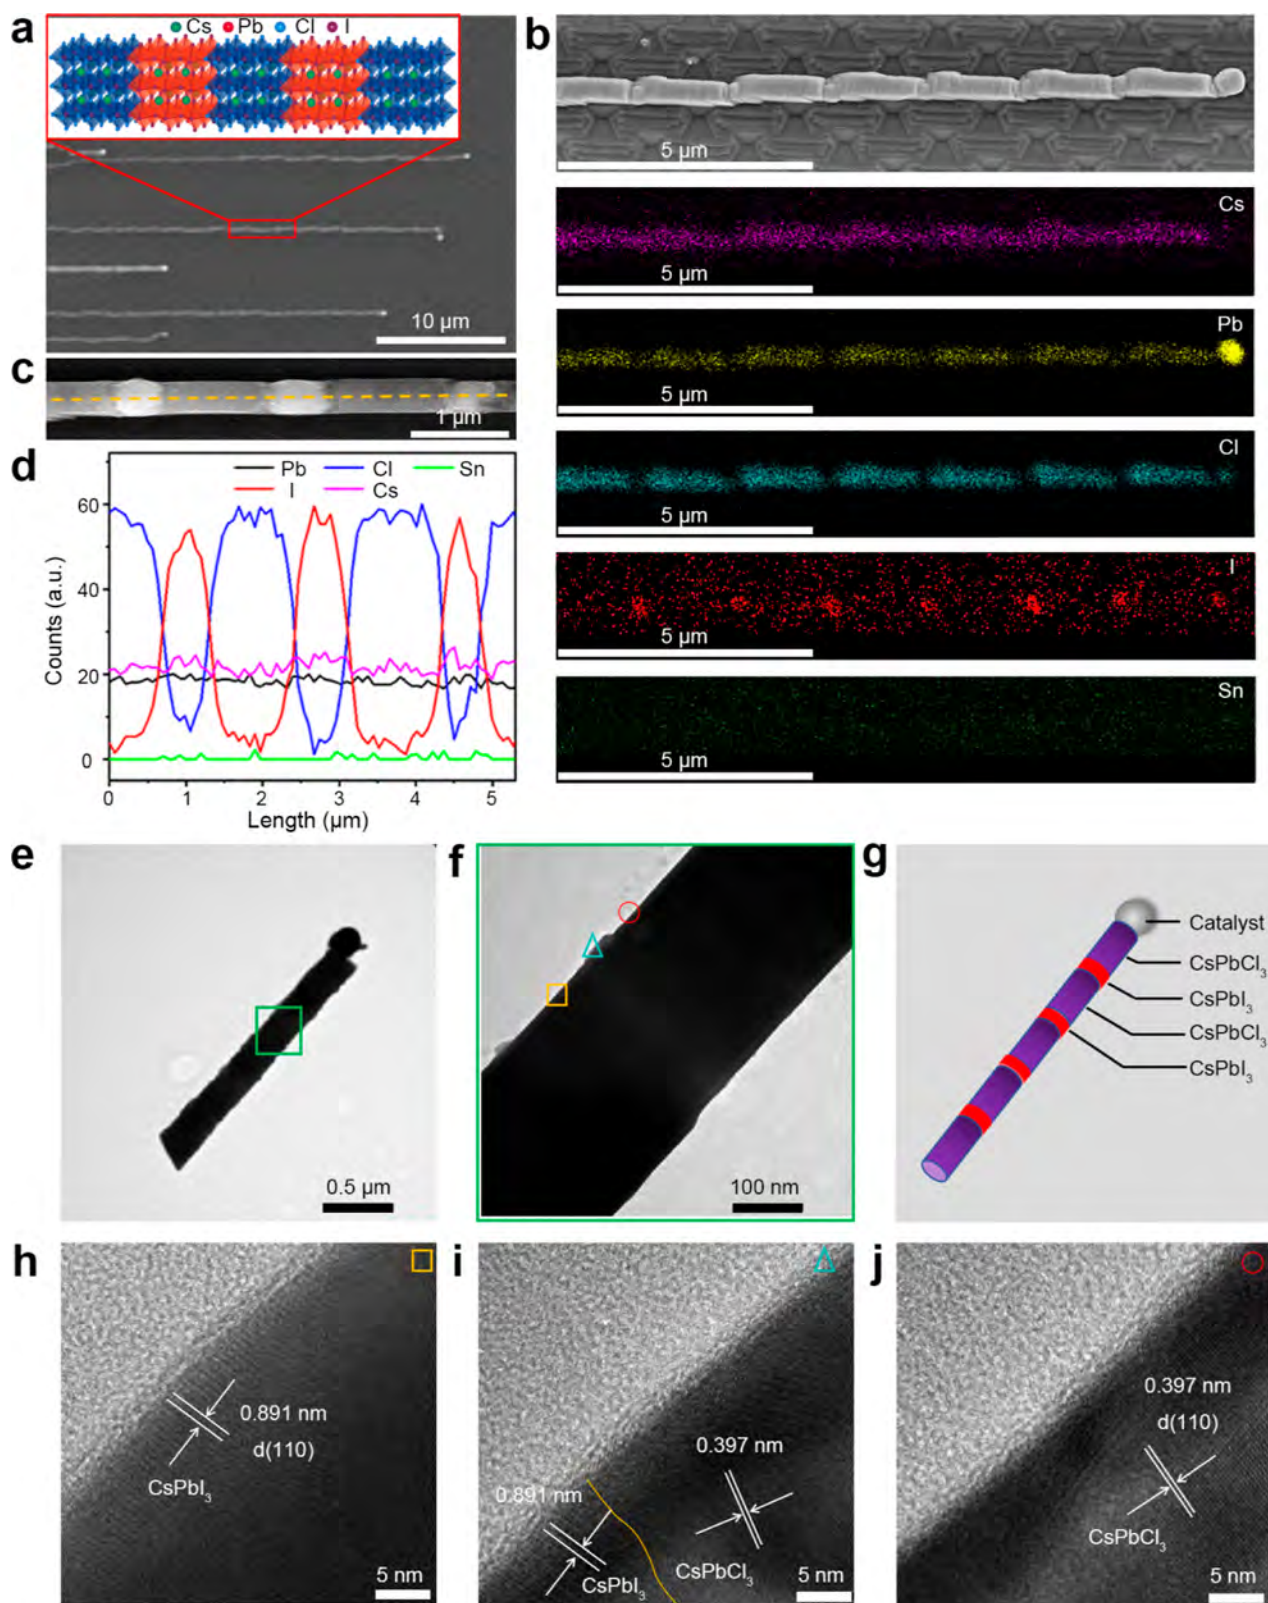 a
Cs Pb Cl I
10 µm
b
5 µm
Cs
5 µm
Pb
5 µm
Cl
5 µm
I
5 µm
Sn
5 µm
c
1 µm
d
Pb Cl Sn
I Cs
60
40
20
0
Counts (a.u.)
0 1 2 3 4 5
Length (µm)
e
0.5 µm
f
100 nm
g
Catalyst
CsPbCl₃
CsPbI₃
CsPbCl₃
CsPbI₃
h
0.891 nm
d(110)
CsPbI₃
5 nm
i
0.397 nm
0.891 nm
CsPbI₃
CsPbCl₃
5 nm
j
0.397 nm
d(110)
CsPbCl₃
5 nm